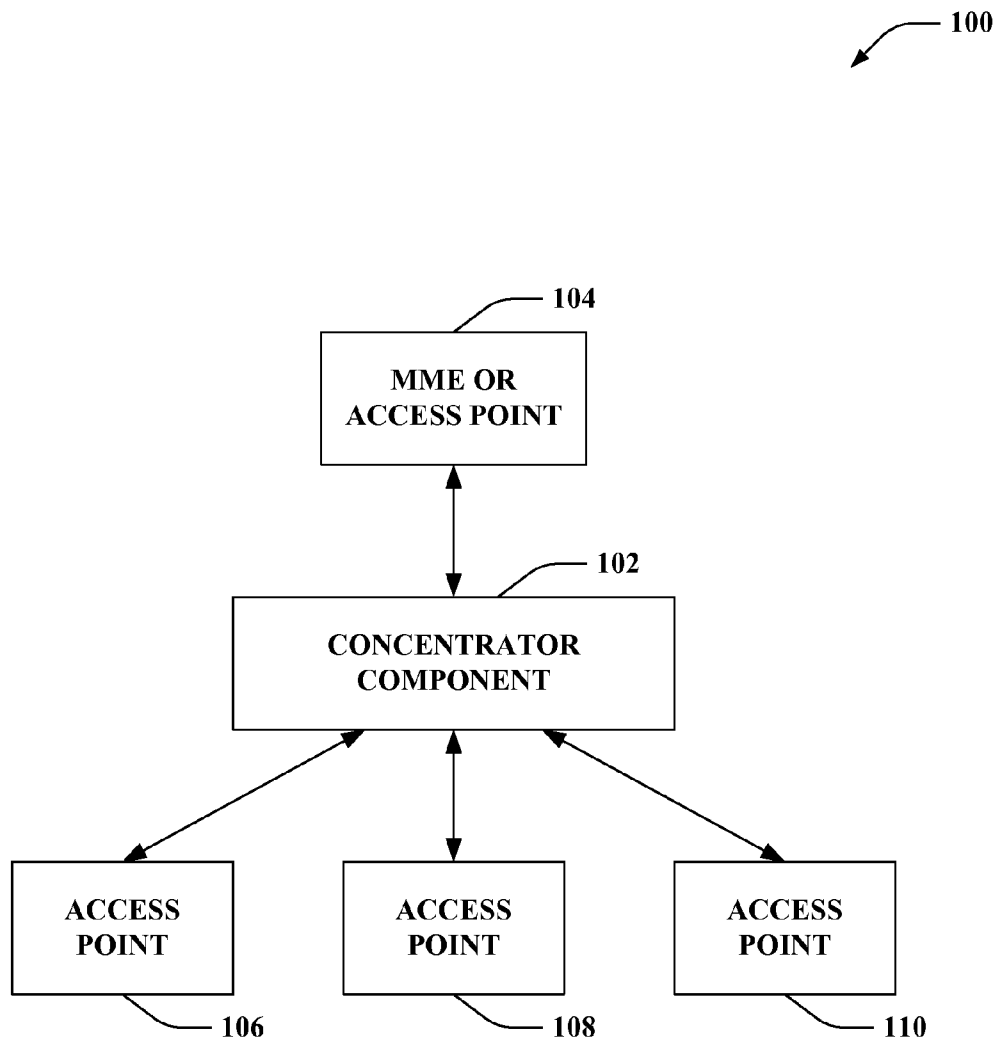 100
104
MME OR
ACCESS POINT
102
CONCENTRATOR
COMPONENT
ACCESS
POINT
ACCESS
POINT
ACCESS
POINT
106
108
110